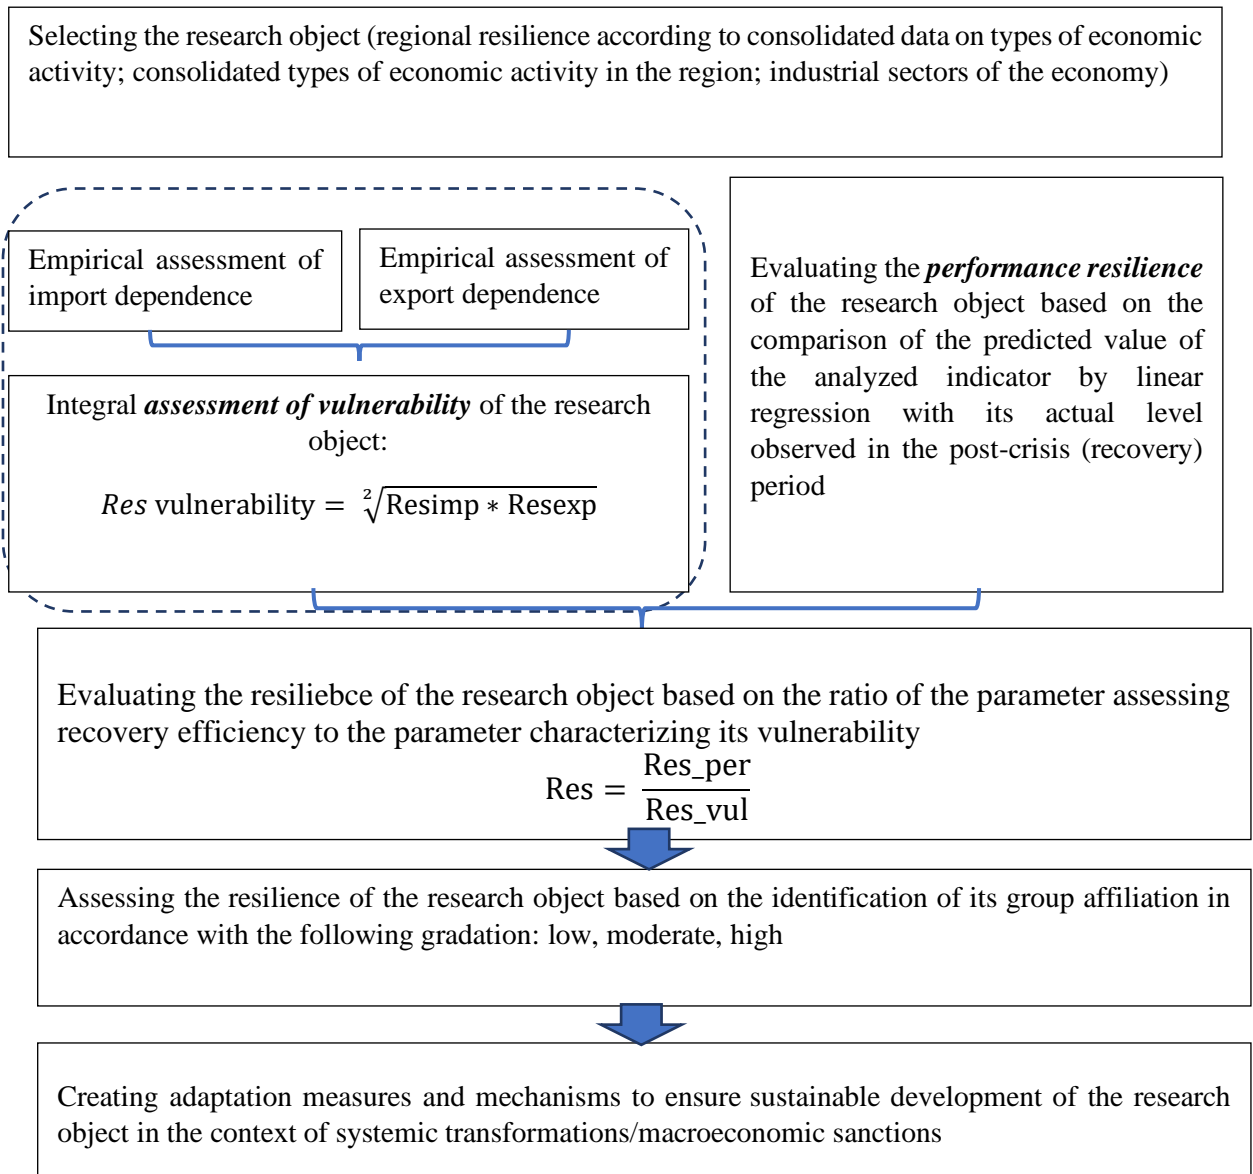 Selecting the research object (regional resilience according to consolidated data on types of economic
activity; consolidated types of economic activity in the region; industrial sectors of the economy)
Empirical assessment of
import dependence
Empirical assessment of
export dependence
Integral assessment of vulnerability of the research
object:
Res vulnerability = ²√Resimp ∗ Resexp
Evaluating the performance resilience
of the research object based on the
comparison of the predicted value of
the analyzed indicator by linear
regression with its actual level
observed in the post-crisis (recovery)
period
Evaluating the resiliebce of the research object based on the ratio of the parameter assessing
recovery efficiency to the parameter characterizing its vulnerability
Res = Res_per / Res_vul
Assessing the resilience of the research object based on the identification of its group affiliation in
accordance with the following gradation: low, moderate, high
Creating adaptation measures and mechanisms to ensure sustainable development of the research
object in the context of systemic transformations/macroeconomic sanctions